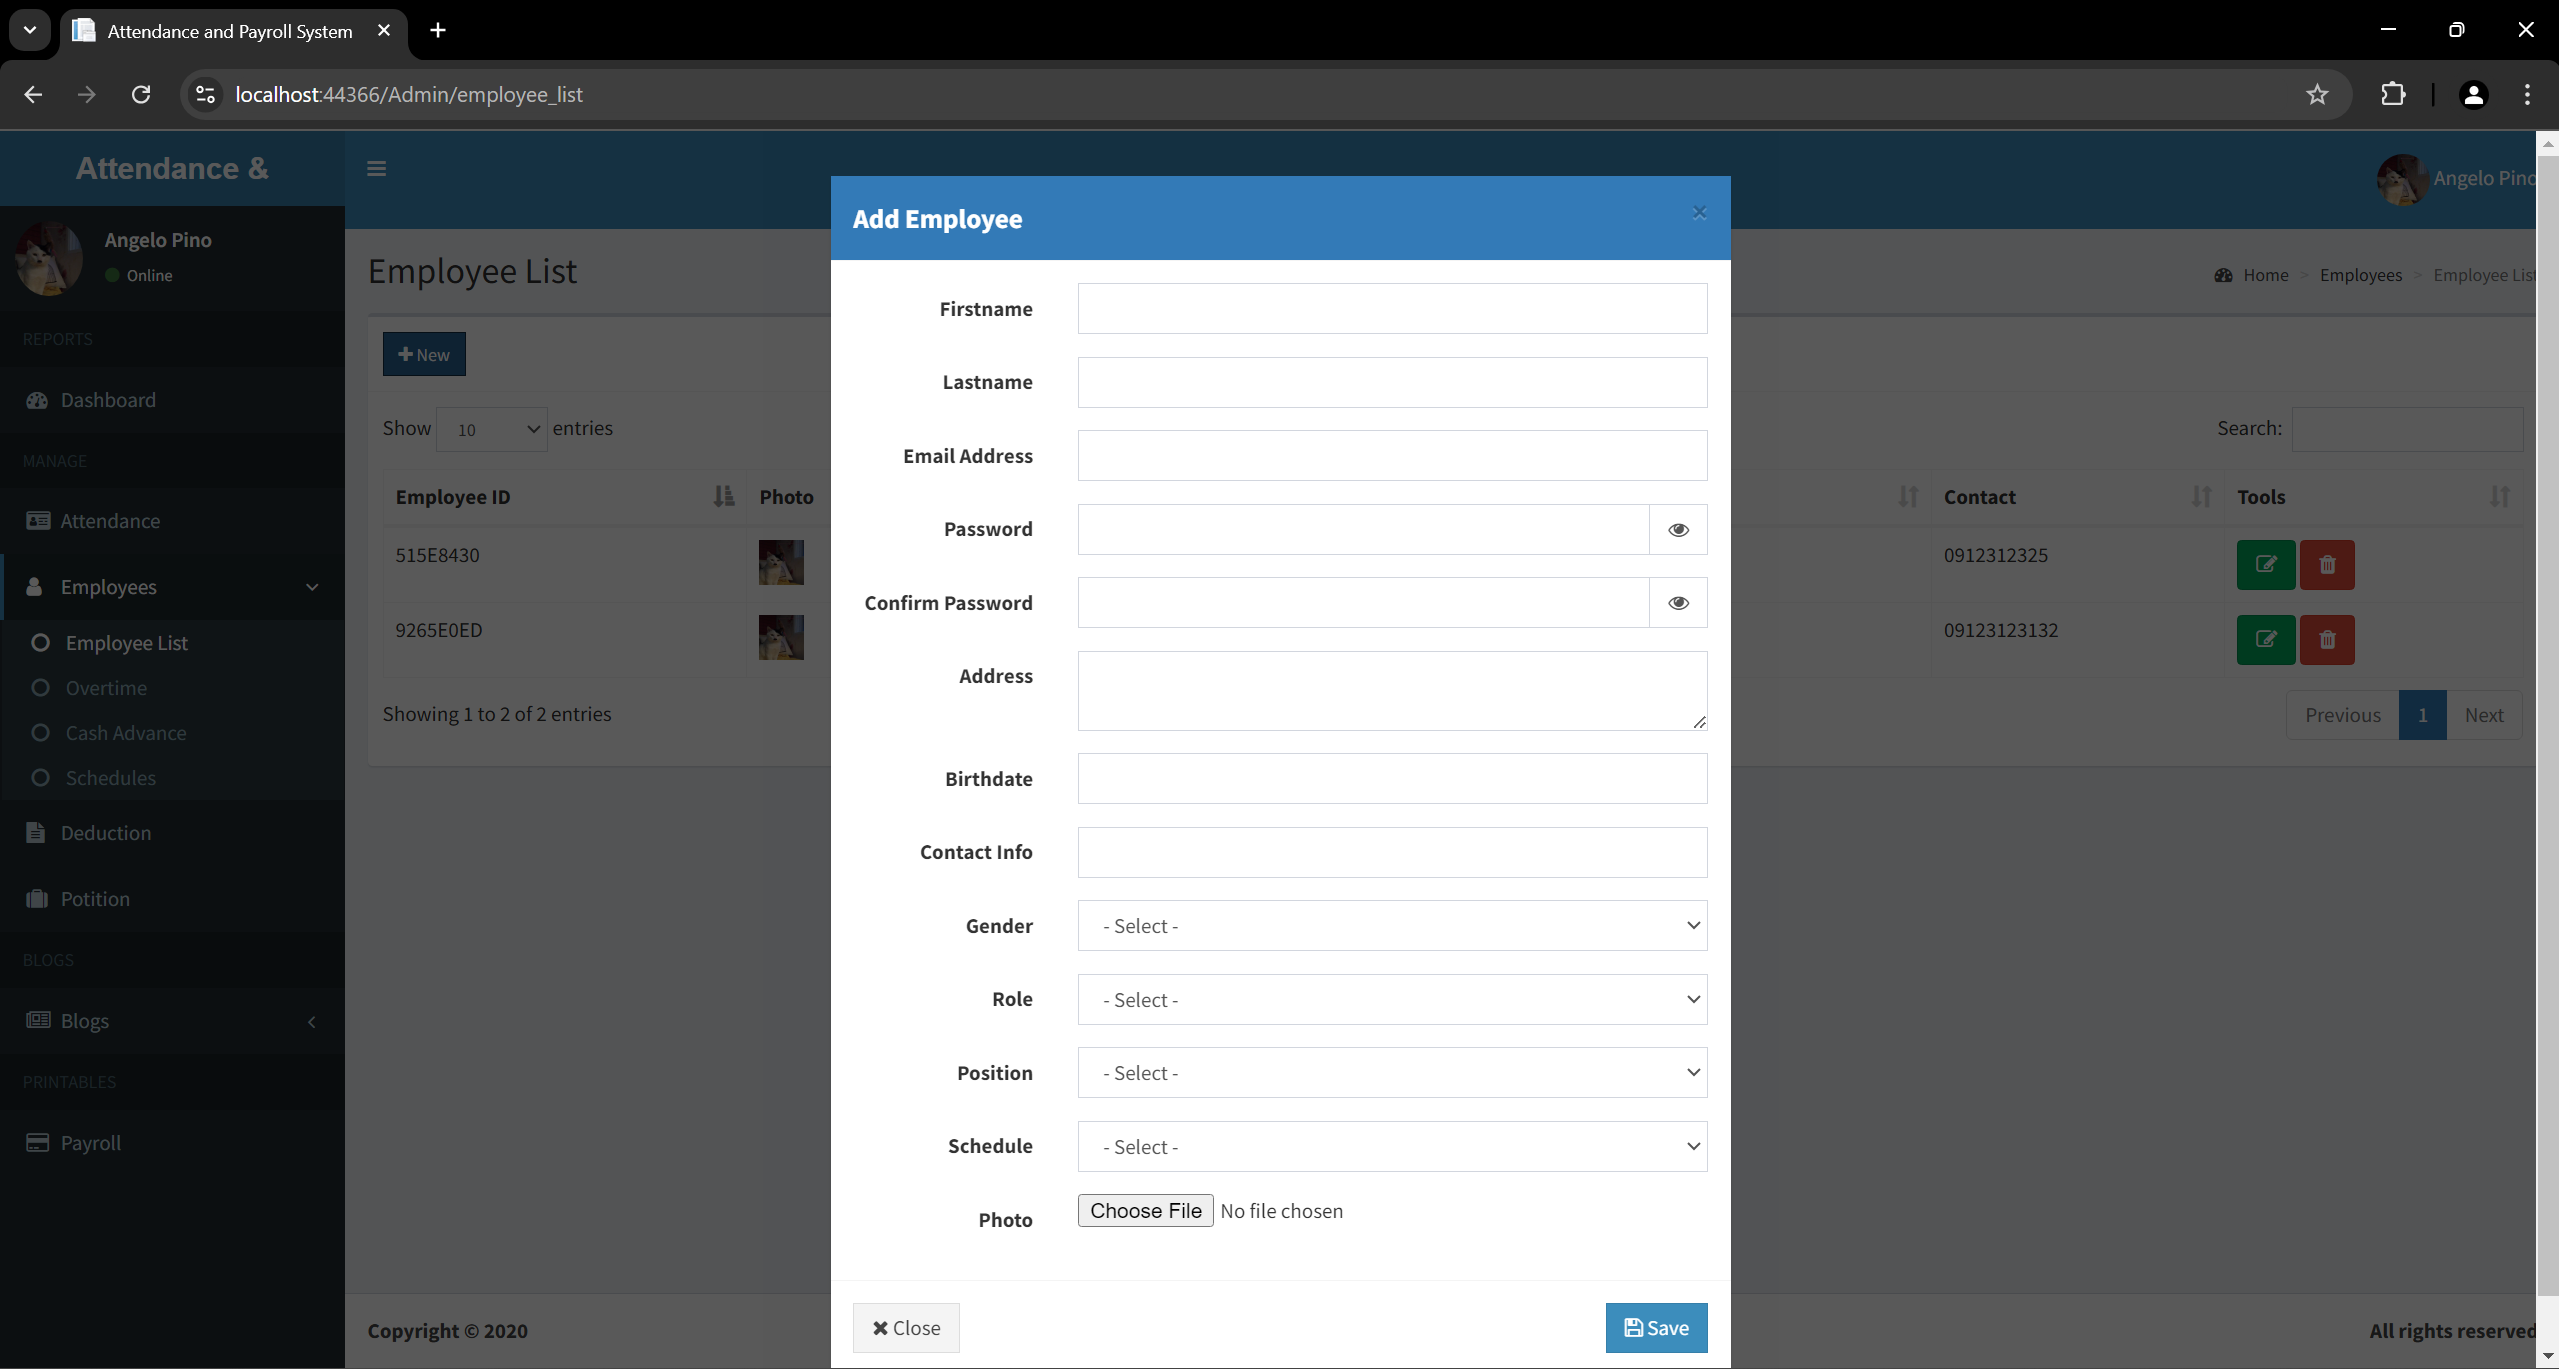 Attendance and Payroll System
localhost:44366/Admin/employee_list
Attendance &
Angelo Pino
Angelo Pino
Online
REPORTS
Dashboard
MANAGE
Attendance
Employees
Employee List
Overtime
Cash Advance
Schedules
Deduction
Potition
BLOGS
Blogs
PRINTABLES
Payroll
Employee List
Home > Employees > Employee List
New
Show 10 entries
Search:
Employee ID Photo Contact Tools
515E8430 0912312325
9265E0ED 09123123132
Showing 1 to 2 of 2 entries
Previous 1 Next
Copyright © 2020
All rights reserved
Add Employee
×
Firstname
Lastname
Email Address
Password
Confirm Password
Address
Birthdate
Contact Info
Gender - Select -
Role - Select -
Position - Select -
Schedule - Select -
Photo Choose File No file chosen
Close
Save